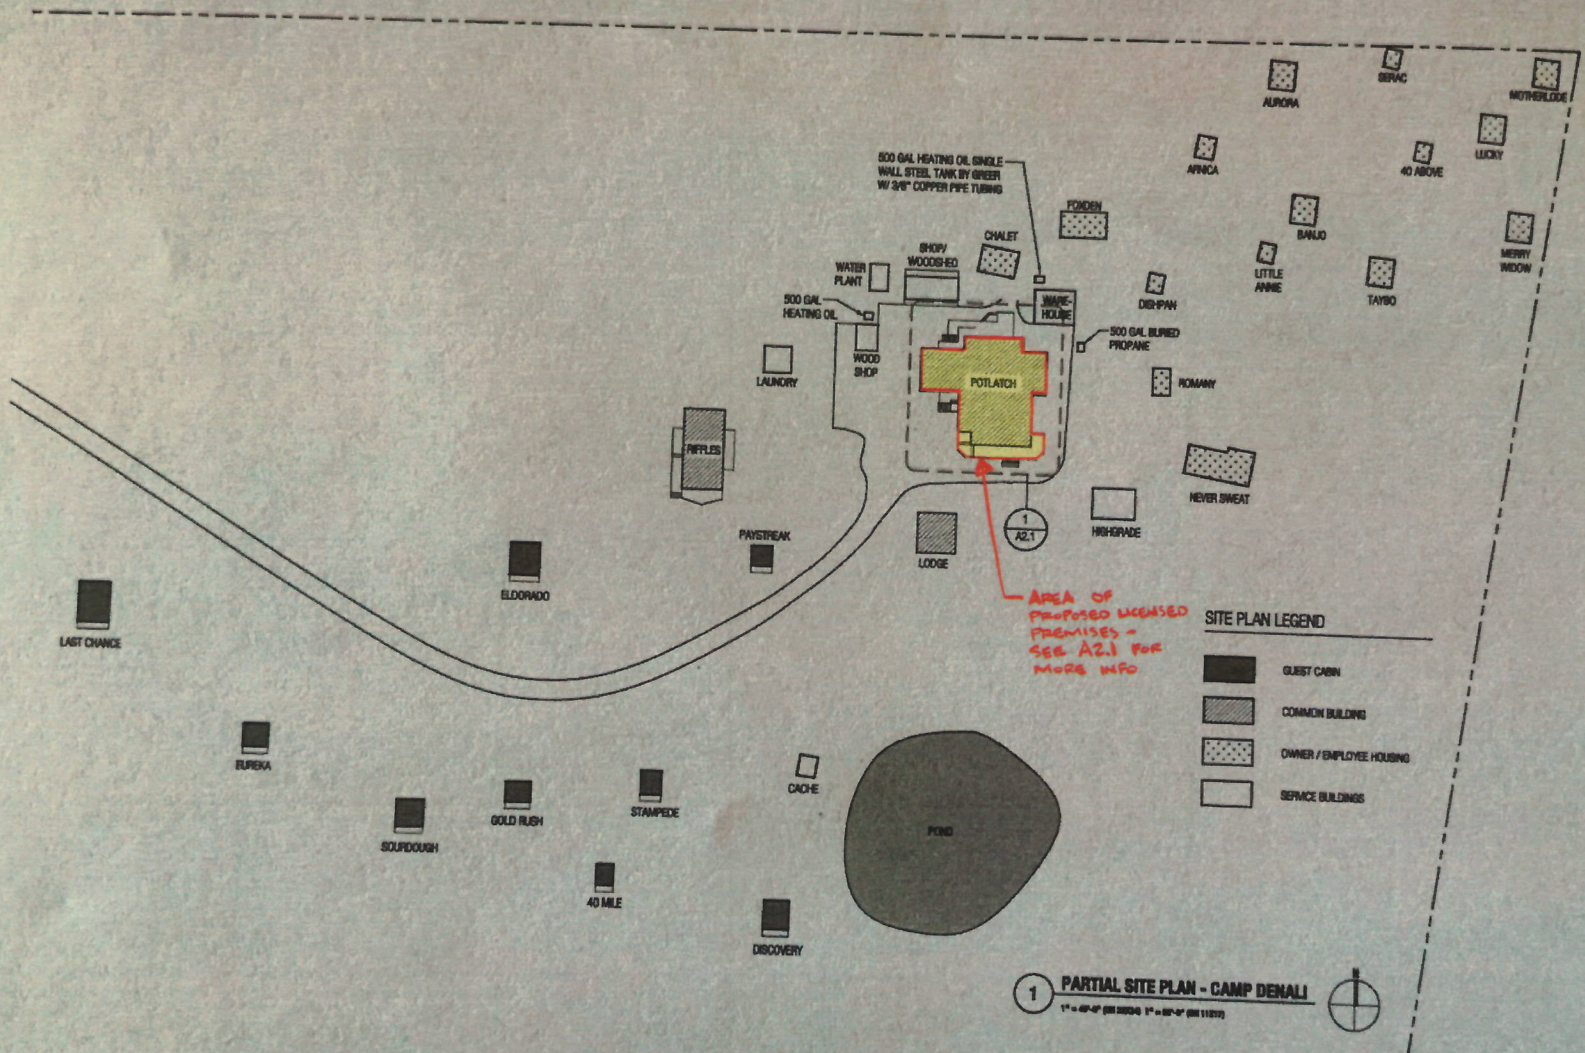 SERAC
AURORA
MOTHERLODE
LUCKY
ARNICA
40 ABOVE
500 GAL HEATING OIL SINGLE
WALL STEEL TANK BY GREER
W/ 3/8" COPPER PIPE TUBING
FOXDEN
BANJO
CHALET
SHOP/
WOODSHED
MERRY
WIDOW
WATER
PLANT
LITTLE
ANNIE
TAYBO
DISHPAN
500 GAL
HEATING OIL
WARE-
HOUSE
500 GAL BURIED
PROPANE
WOOD
SHOP
LAUNDRY
POTLATCH
ROMANY
RIFFLES
NEVER SWEAT
HIGHGRADE
1
A2.1
PAYSTREAK
LODGE
ELDORADO
LAST CHANCE
AREA OF
PROPOSED LICENSED
PREMISES -
SEE A2.1 FOR
MORE INFO
SITE PLAN LEGEND
GUEST CABIN
COMMON BUILDING
OWNER / EMPLOYEE HOUSING
SERVICE BUILDINGS
EUREKA
CACHE
STAMPEDE
GOLD RUSH
SOURDOUGH
POND
40 MILE
DISCOVERY
N
1
PARTIAL SITE PLAN - CAMP DENALI